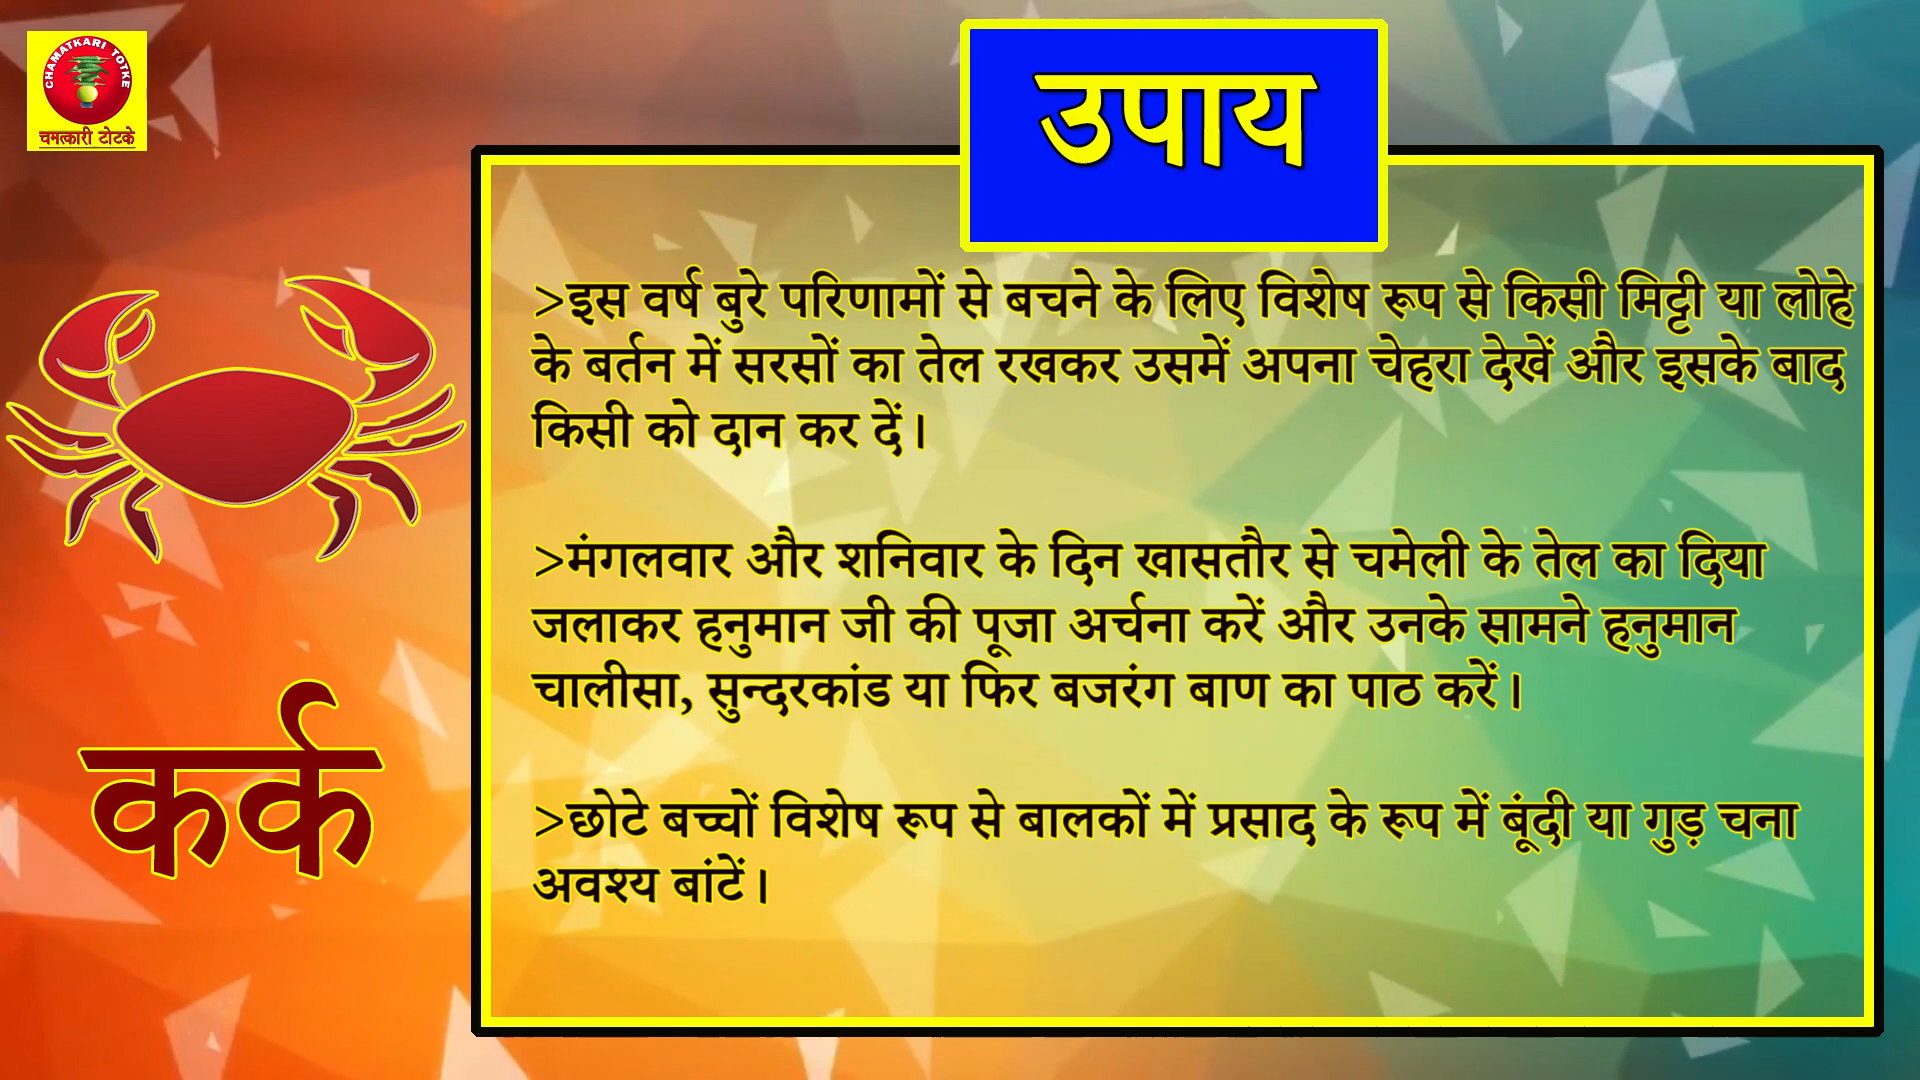 CHAMATKARI TOTKE
चमत्कारी टोटके
उपाय
>इस वर्ष बुरे परिणामों से बचने के लिए विशेष रूप से किसी मिट्टी या लोहे
के बर्तन में सरसों का तेल रखकर उसमें अपना चेहरा देखें और इसके बाद
किसी को दान कर दें।
>मंगलवार और शनिवार के दिन खासतौर से चमेली के तेल का दिया
जलाकर हनुमान जी की पूजा अर्चना करें और उनके सामने हनुमान
चालीसा, सुन्दरकांड या फिर बजरंग बाण का पाठ करें।
>छोटे बच्चों विशेष रूप से बालकों में प्रसाद के रूप में बूंदी या गुड़ चना
अवश्य बांटें।
कर्क